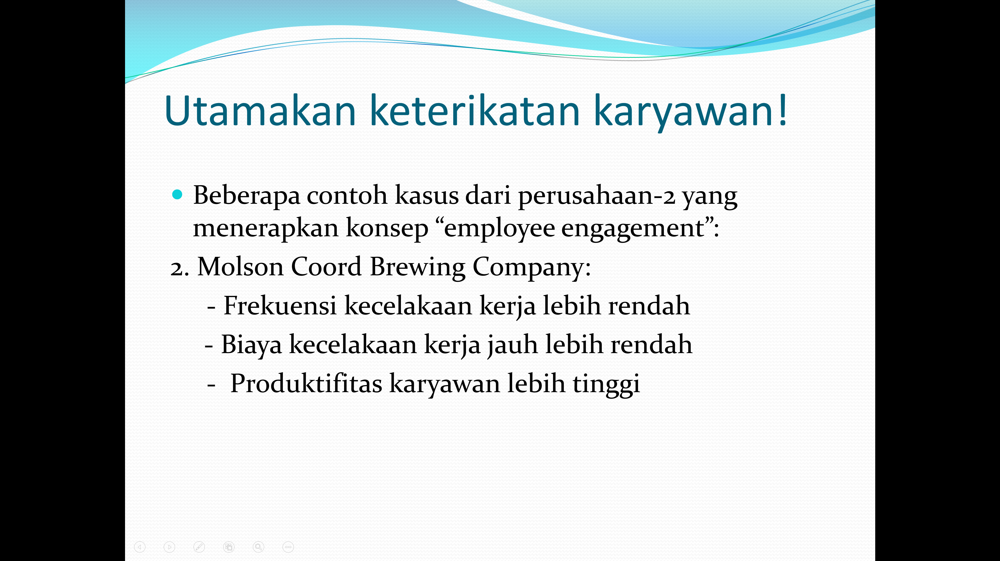 Utamakan keterikatan karyawan!
Beberapa contoh kasus dari perusahaan-2 yang
menerapkan konsep “employee engagement”:
2. Molson Coord Brewing Company:
- Frekuensi kecelakaan kerja lebih rendah
- Biaya kecelakaan kerja jauh lebih rendah
- Produktifitas karyawan lebih tinggi